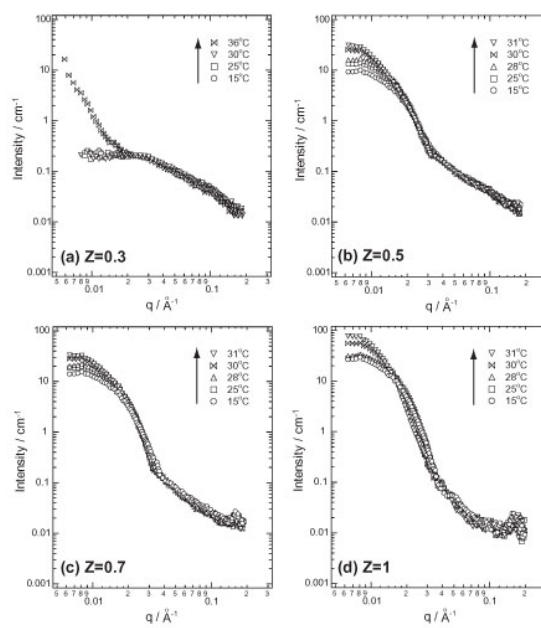 100
10
1
0.1
0.01
0.001
Intensity / cm⁻¹
36°C
30°C
25°C
15°C
(a) Z=0.3
5 6 7 8 9 2 3 4 5 6 7 8 9 2 3
0.01 0.1
q / Å⁻¹
100
10
1
0.1
0.01
0.001
Intensity / cm⁻¹
31°C
30°C
28°C
25°C
15°C
(b) Z=0.5
5 6 7 8 9 2 3 4 5 6 7 8 9 2 3
0.01 0.1
q / Å⁻¹
100
10
1
0.1
0.01
0.001
Intensity / cm⁻¹
31°C
30°C
28°C
25°C
15°C
(c) Z=0.7
5 6 7 8 9 2 3 4 5 6 7 8 9 2 3
0.01 0.1
q / Å⁻¹
100
10
1
0.1
0.01
0.001
Intensity / cm⁻¹
31°C
30°C
28°C
25°C
15°C
(d) Z=1
5 6 7 8 9 2 3 4 5 6 7 8 9 2 3
0.01 0.1
q / Å⁻¹